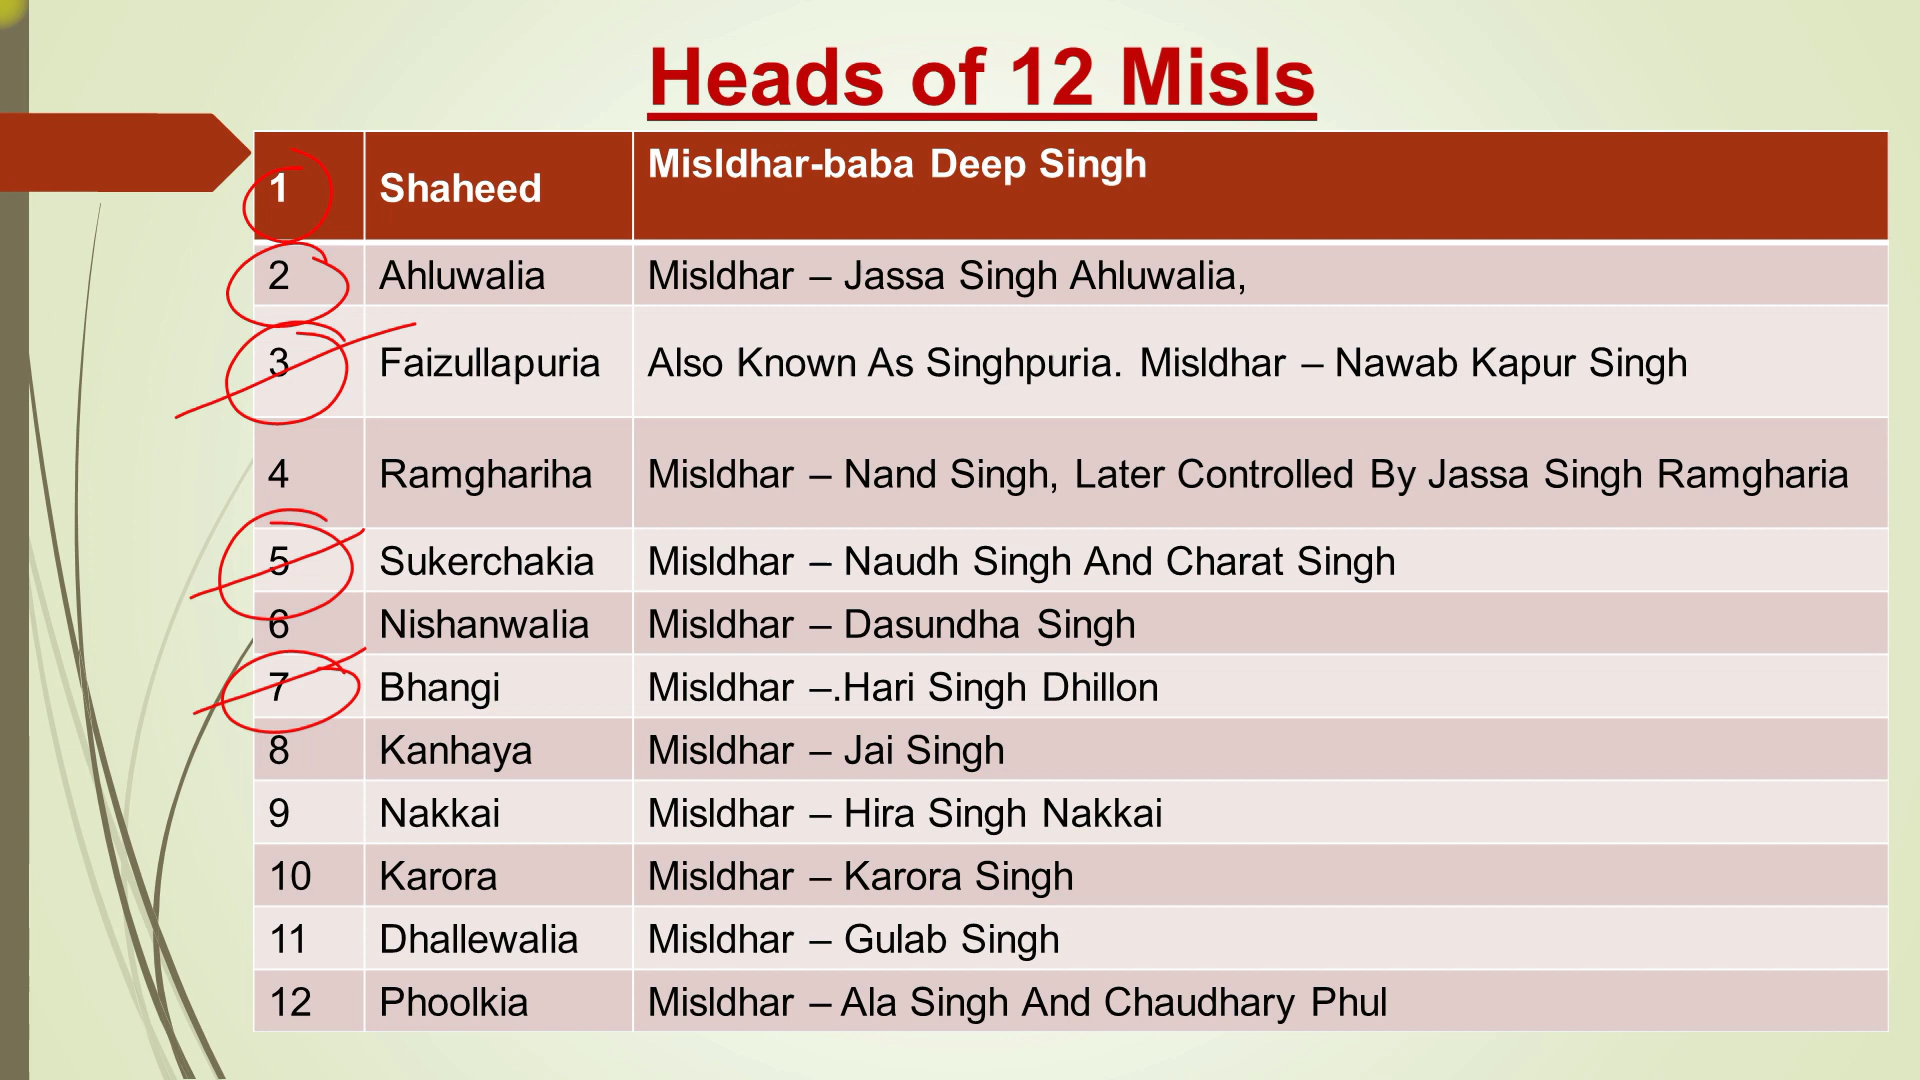 Heads of 12 Misls
1 Shaheed Misldhar-baba Deep Singh
2 Ahluwalia Misldhar – Jassa Singh Ahluwalia,
3 Faizullapuria Also Known As Singhpuria. Misldhar – Nawab Kapur Singh
4 Ramghariha Misldhar – Nand Singh, Later Controlled By Jassa Singh Ramgharia
5 Sukerchakia Misldhar – Naudh Singh And Charat Singh
6 Nishanwalia Misldhar – Dasundha Singh
7 Bhangi Misldhar –.Hari Singh Dhillon
8 Kanhaya Misldhar – Jai Singh
9 Nakkai Misldhar – Hira Singh Nakkai
10 Karora Misldhar – Karora Singh
11 Dhallewalia Misldhar – Gulab Singh
12 Phoolkia Misldhar – Ala Singh And Chaudhary Phul